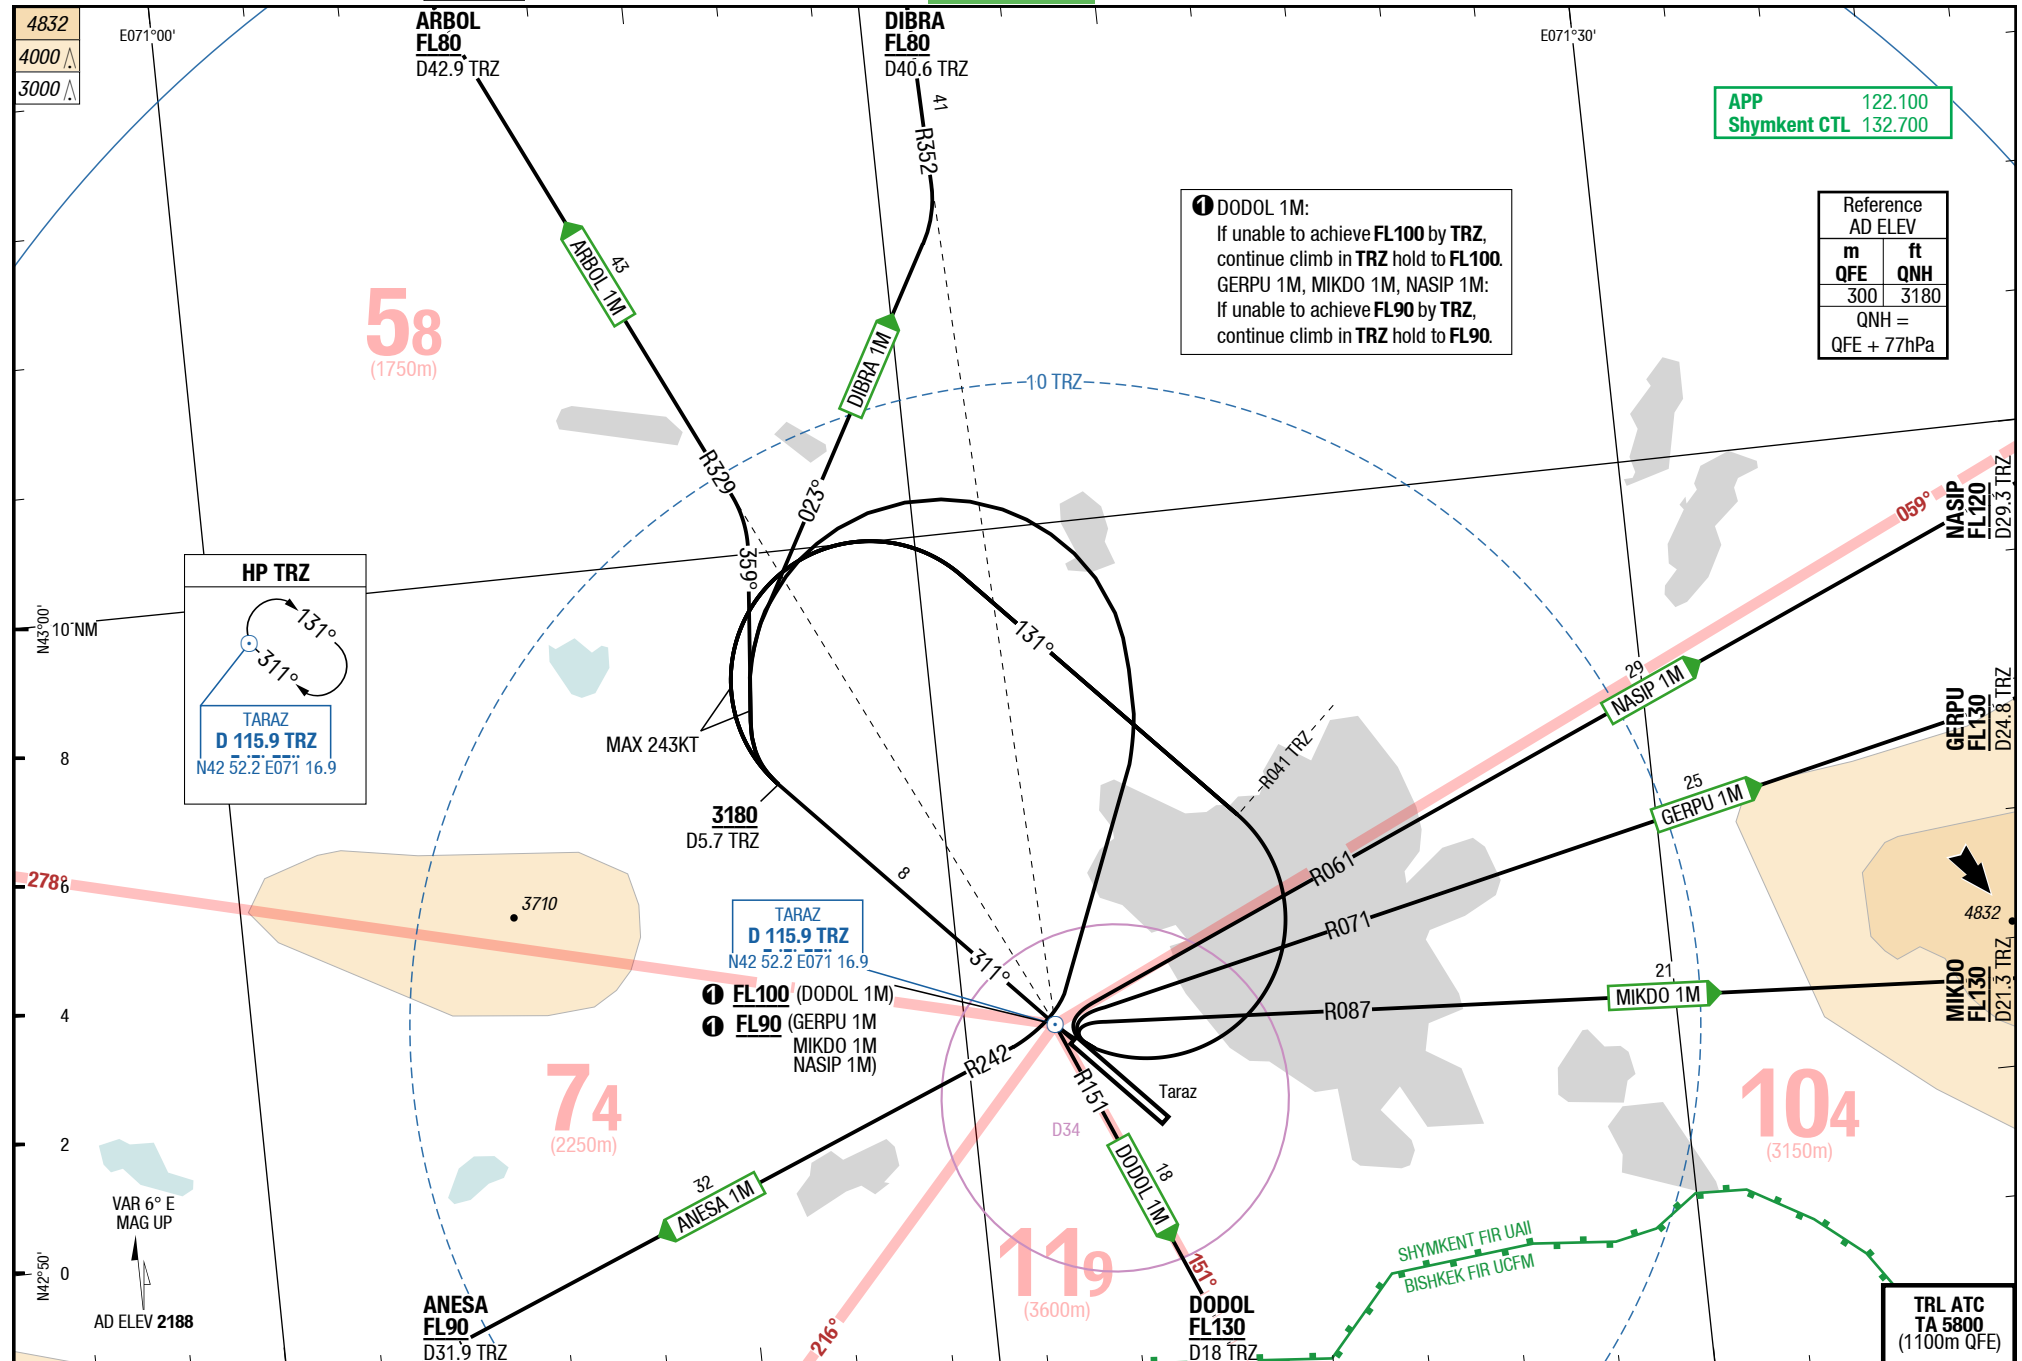 4832
4000
3000
E071°00'
ARBOL
FL80
D42.9 TRZ
DIBRA
FL80
D40.6 TRZ
E071°30'
APP 122.100
Shymkent CTL 132.700
41
R352
❶ DODOL 1M:
If unable to achieve FL100 by TRZ,
continue climb in TRZ hold to FL100.
GERPU 1M, MIKDO 1M, NASIP 1M:
If unable to achieve FL90 by TRZ,
continue climb in TRZ hold to FL90.
Reference
AD ELEV
m ft
QFE QNH
300 3180
QNH =
QFE + 77hPa
43
ARBOL 1M
58
(1750m)
DIBRA 1M
10 TRZ
R329
023°
359°
131°
059°
NASIP
FL120
D29.3 TRZ
HP TRZ
131°
311°
TARAZ
D 115.9 TRZ
N42 52.2 E071 16.9
N43°00'
10 NM
8
6
4
2
0
N42°50'
MAX 243KT
3180
D5.7 TRZ
8
R041 TRZ
29
NASIP 1M
GERPU
FL130
D24.8 TRZ
25
GERPU 1M
R061
R071
278°
3710
4832
TARAZ
D 115.9 TRZ
N42 52.2 E071 16.9
311°
❶ FL100 (DODOL 1M)
❶ FL90 (GERPU 1M
MIKDO 1M
NASIP 1M)
21
MIKDO 1M
R087
MIKDO
FL130
D21.3 TRZ
R242
R151
Taraz
D34
74
(2250m)
104
(3150m)
32
ANESA 1M
18
DODOL 1M
VAR 6° E
MAG UP
AD ELEV 2188
119
(3600m)
151°
216°
SHYMKENT FIR UAII
BISHKEK FIR UCFM
ANESA
FL90
D31.9 TRZ
DODOL
FL130
D18 TRZ
TRL ATC
TA 5800
(1100m QFE)